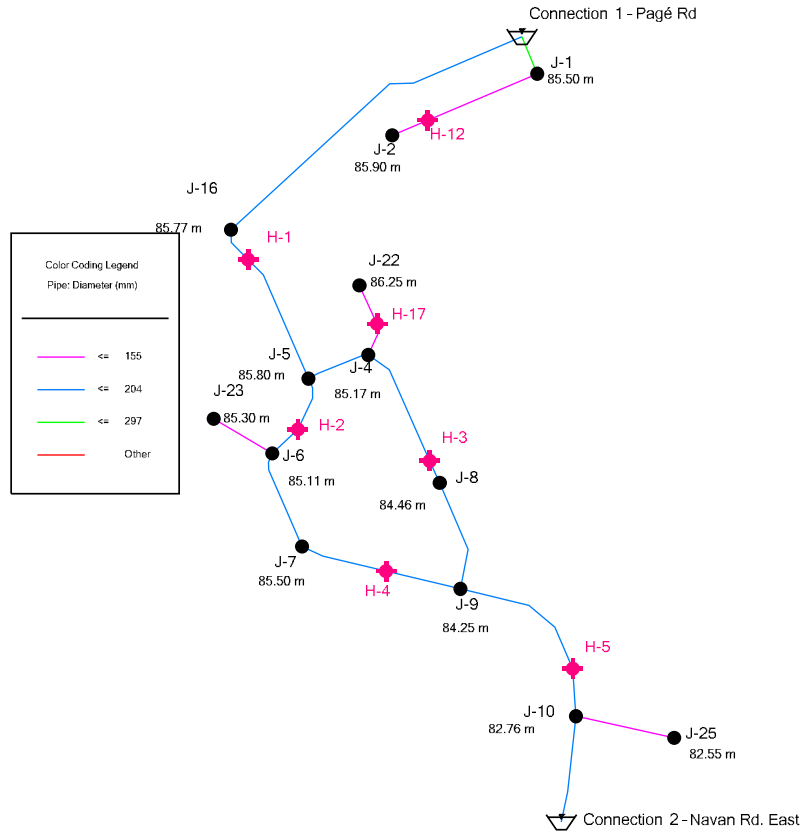 Connection 1 - Pagé Rd
J-1
85.50 m
H-12
J-2
85.90 m
J-16
85.77 m
H-1
Color Coding Legend
Pipe: Diameter (mm)
<= 155
<= 204
<= 297
Other
J-22
86.25 m
H-17
J-5
J-4
85.80 m
85.17 m
J-23
85.30 m
H-2
H-3
J-6
85.11 m
J-8
84.46 m
J-7
85.50 m
H-4
J-9
84.25 m
H-5
J-10
82.76 m
J-25
82.55 m
Connection 2 - Navan Rd. East